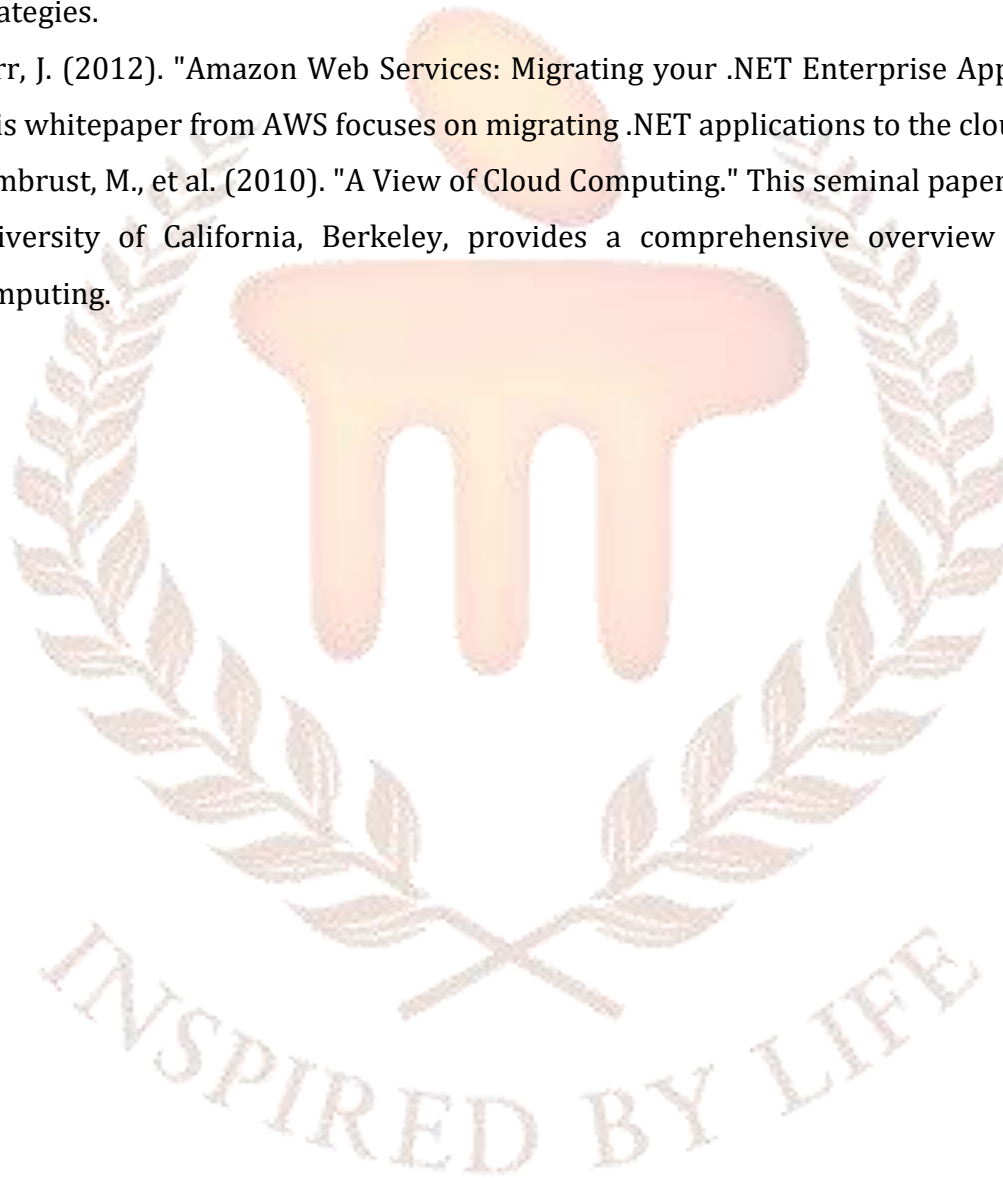 ategies.
rr, J. (2012). "Amazon Web Services: Migrating your .NET Enterprise App
is whitepaper from AWS focuses on migrating .NET applications to the clou
mbrust, M., et al. (2010). "A View of Cloud Computing." This seminal paper
iversity of California, Berkeley, provides a comprehensive overview
mputing.
INSPIRED BY LIFE